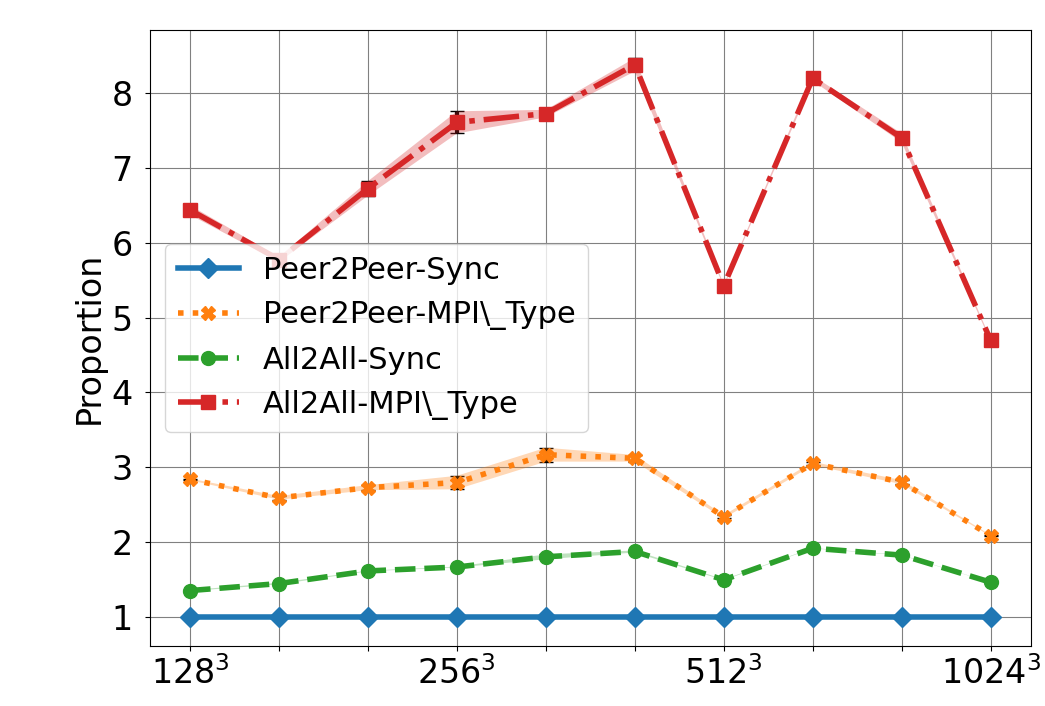 Proportion
8
7
6
5
4
3
2
1
Peer2Peer-Sync
Peer2Peer-MPI\_Type
All2All-Sync
All2All-MPI\_Type
128³ 256³ 512³ 1024³